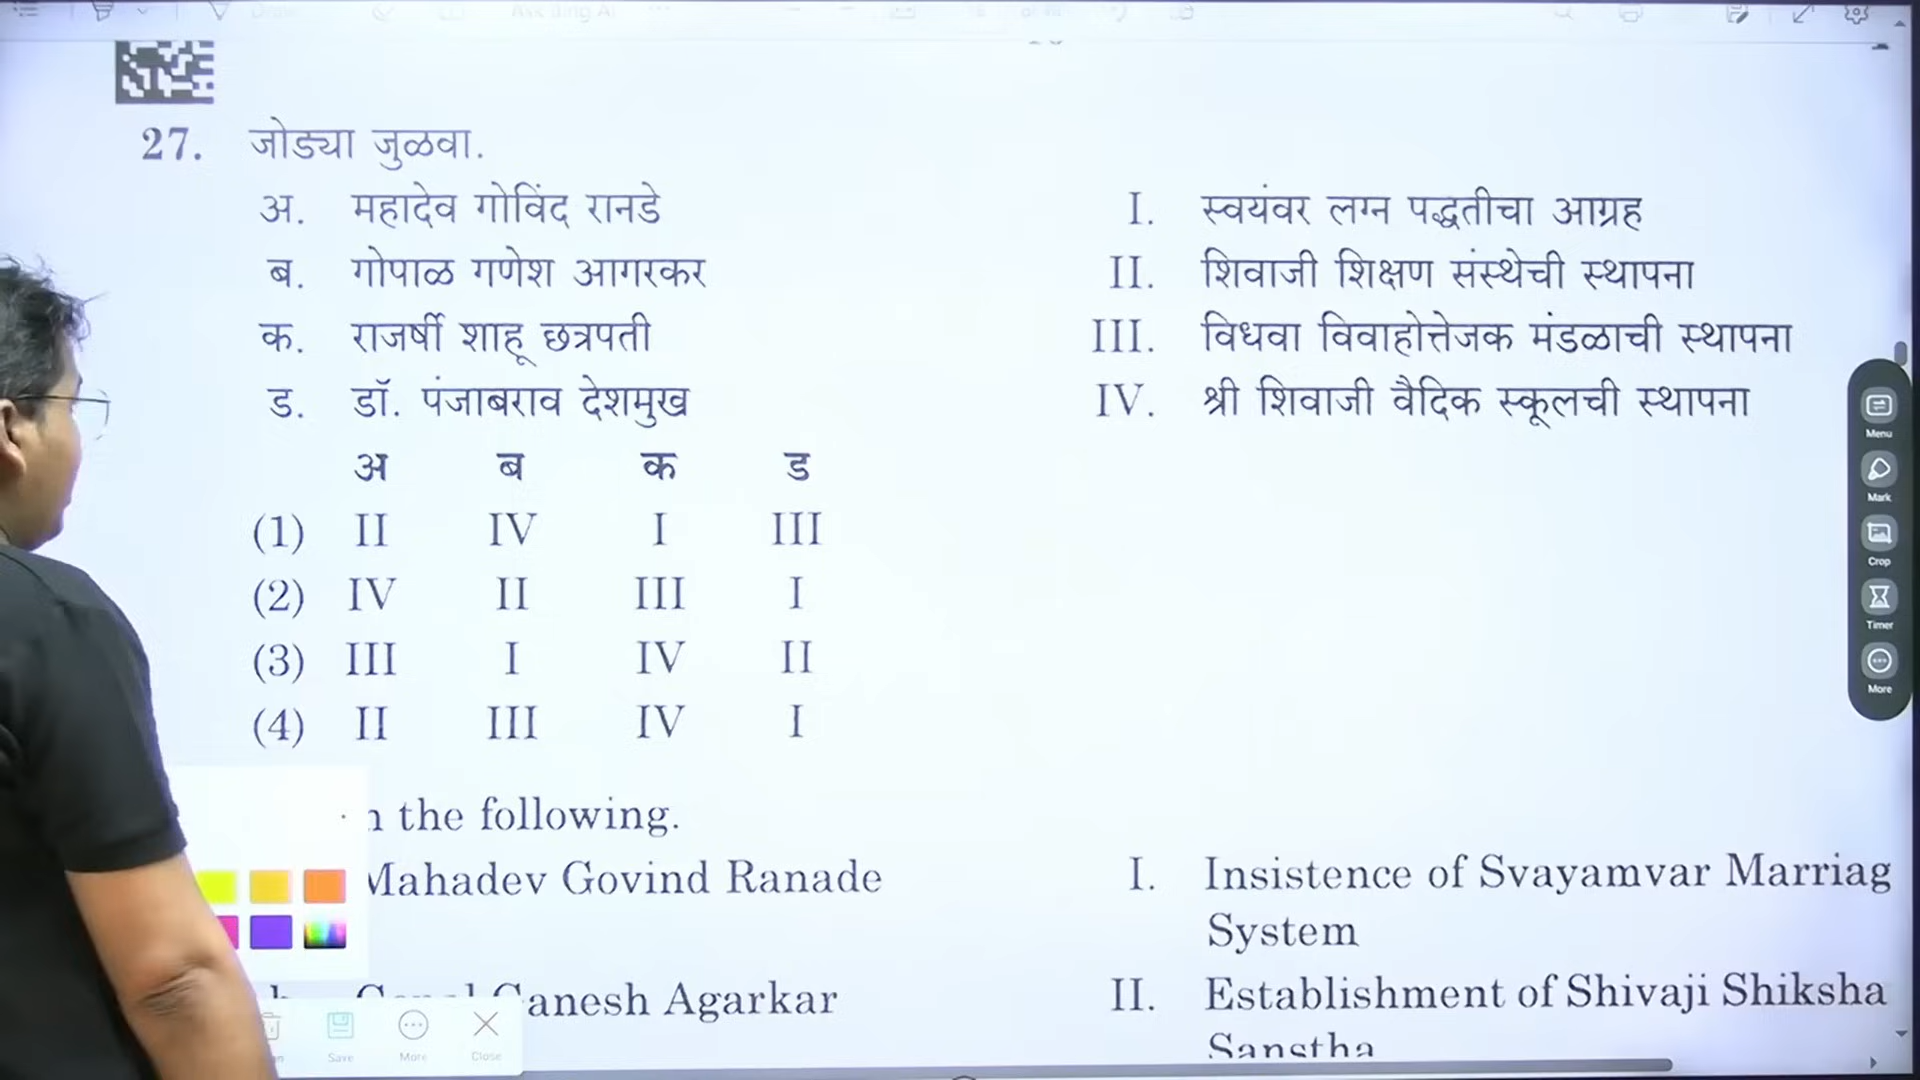 27. जोड्या जुळवा.
अ. महादेव गोविंद रानडे I. स्वयंवर लग्न पद्धतीचा आग्रह
ब. गोपाळ गणेश आगरकर II. शिवाजी शिक्षण संस्थेची स्थापना
क. राजर्षी शाहू छत्रपती III. विधवा विवाहोत्तेजक मंडळाची स्थापना
ड. डॉ. पंजाबराव देशमुख IV. श्री शिवाजी वैदिक स्कूलची स्थापना
अ ब क ड
(1) II IV I III
(2) IV II III I
(3) III I IV II
(4) II III IV I
the following.
Mahadev Govind Ranade I. Insistence of Svayamvar Marriag
System
Ganesh Agarkar II. Establishment of Shivaji Shiksha
Sanstha
Menu
Mark
Crop
Timer
More
Save More Close